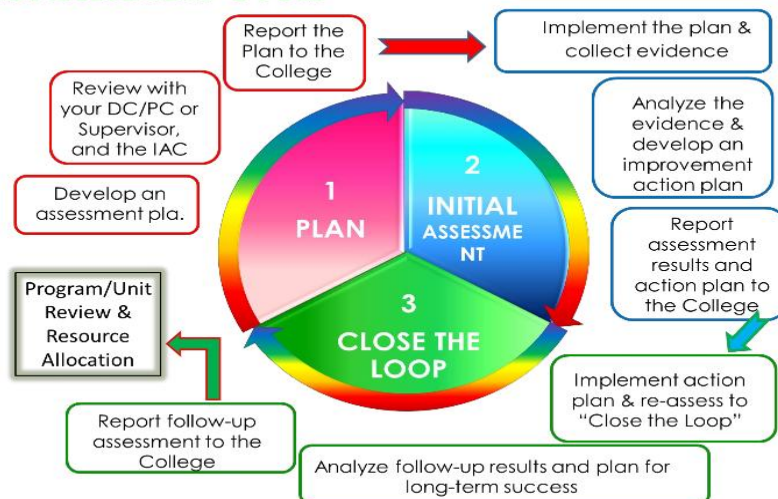 Develop an
assessment pla.
Review with
your DC/PC or
Supervisor,
and the IAC
Report the
Plan to the
College
1
PLAN
Implement the plan &
collect evidence
Analyze the
evidence &
develop an
improvement
action plan
Report
assessment
results and
action plan to
the College
2
INITIAL
ASSESSME
NT
Implement action
plan & re-assess to
“Close the Loop”
Analyze follow-up results and plan for
long-term success
Report follow-up
assessment to the
College
3
CLOSE THE
LOOP
Program/Unit
Review &
Resource
Allocation